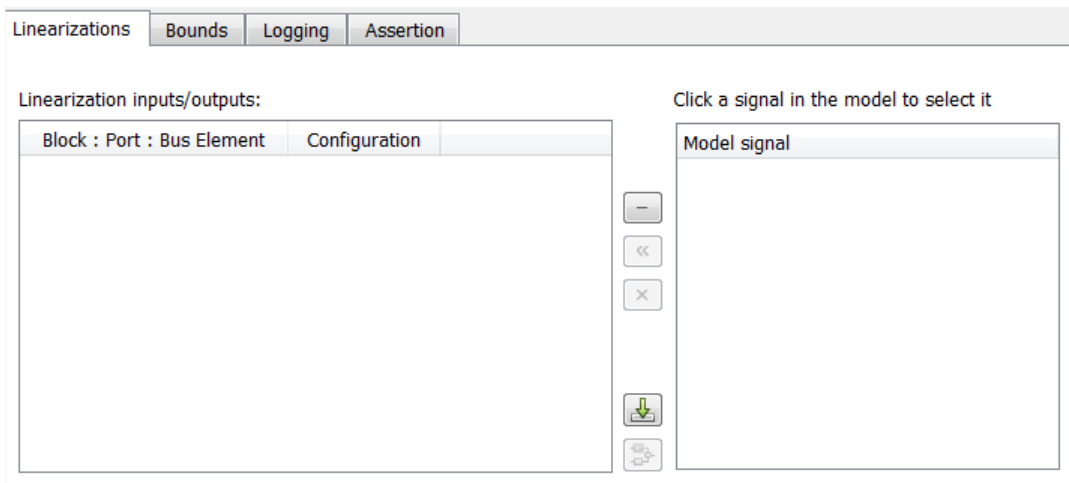 Linearizations Bounds Logging Assertion
Linearization inputs/outputs: Click a signal in the model to select it
Block : Port : Bus Element Configuration Model signal